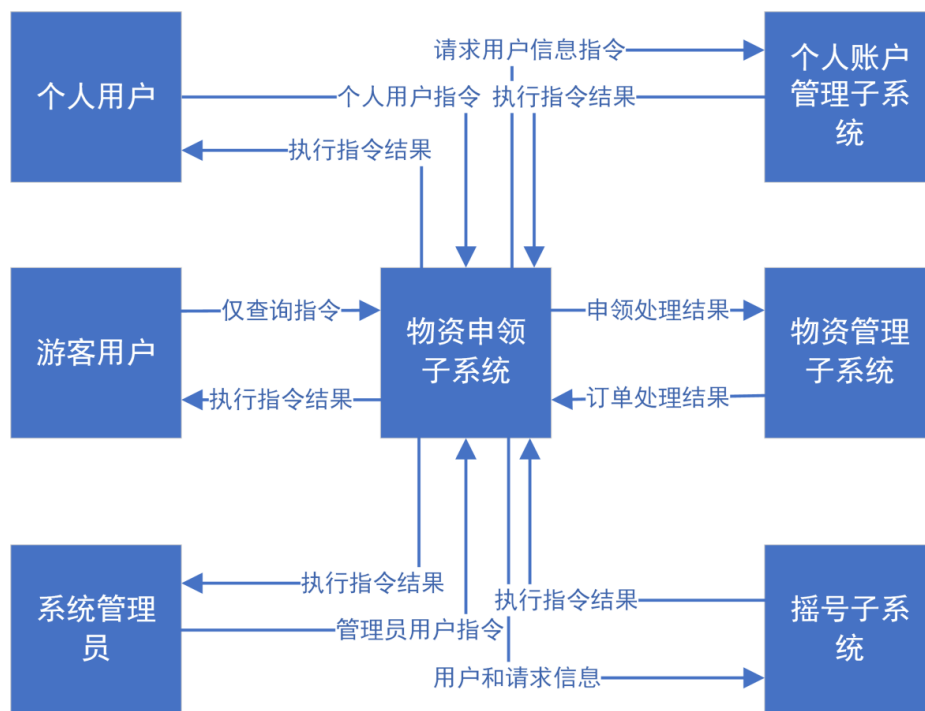 请求用户信息指令
个人用户
个人用户指令
执行指令结果
个人账户
管理子系
统
执行指令结果
游客用户
仅查询指令
物资申领
子系统
申领处理结果
物资管理
子系统
执行指令结果
订单处理结果
系统管理
员
执行指令结果
执行指令结果
摇号子系
统
管理员用户指令
用户和请求信息